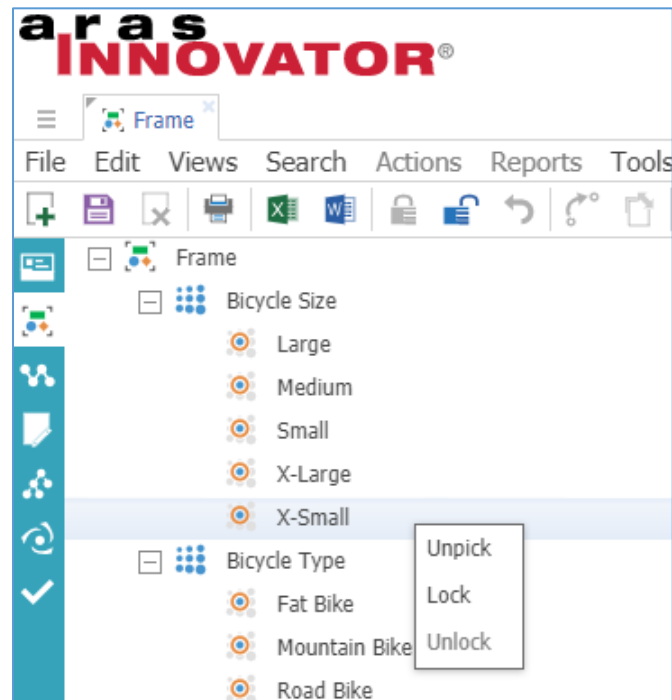 aras
INNOVATOR®
Frame
File Edit Views Search Actions Reports Tools
Frame
Bicycle Size
Large
Medium
Small
X-Large
X-Small
Unpick
Bicycle Type
Lock
Fat Bike
Unlock
Mountain Bike
Road Bike